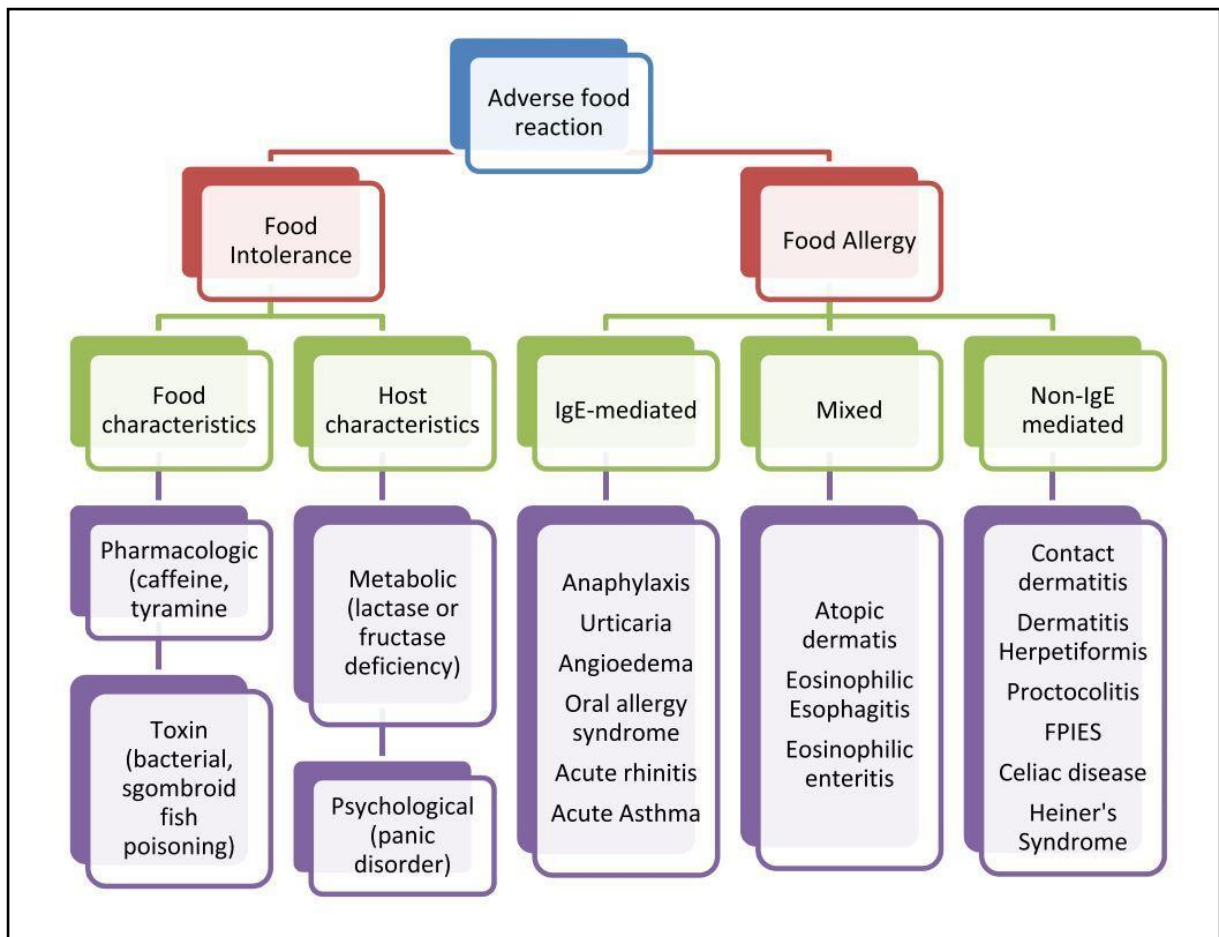 Adverse food
reaction
Food
Intolerance
Food Allergy
Food
characteristics
Host
characteristics
IgE-mediated
Mixed
Non-IgE
mediated
Pharmacologic
(caffeine,
tyramine
Toxin
(bacterial,
sgombroid
fish
poisoning)
Metabolic
(lactase or
fructase
deficiency)
Psychological
(panic
disorder)
Anaphylaxis
Urticaria
Angioedema
Oral allergy
syndrome
Acute rhinitis
Acute Asthma
Atopic
dermatis
Eosinophilic
Esophagitis
Eosinophilic
enteritis
Contact
dermatitis
Dermatitis
Herpetiformis
Proctocolitis
FPIES
Celiac disease
Heiner's
Syndrome